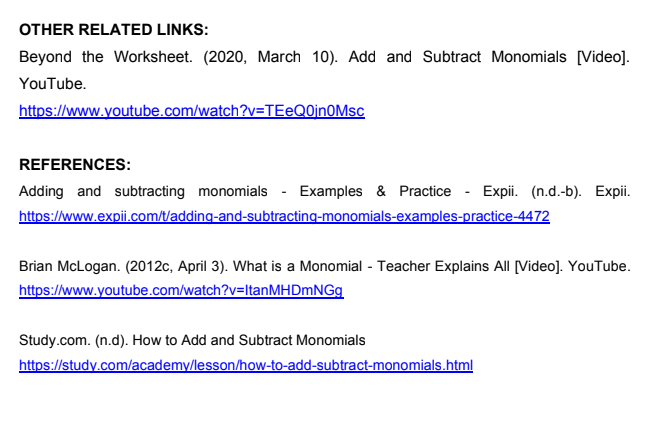 OTHER RELATED LINKS:
Beyond the Worksheet. (2020, March 10). Add and Subtract Monomials [Video].
YouTube.
https://www.youtube.com/watch?v=TEeQ0jn0Msc
REFERENCES:
Adding and subtracting monomials - Examples & Practice - Expii. (n.d.-b). Expii.
https://www.expii.com/t/adding-and-subtracting-monomials-examples-practice-4472
Brian McLogan. (2012c, April 3). What is a Monomial - Teacher Explains All [Video]. YouTube.
https://www.youtube.com/watch?v=ItanMHDmNGg
Study.com. (n.d). How to Add and Subtract Monomials
https://study.com/academy/lesson/how-to-add-subtract-monomials.html